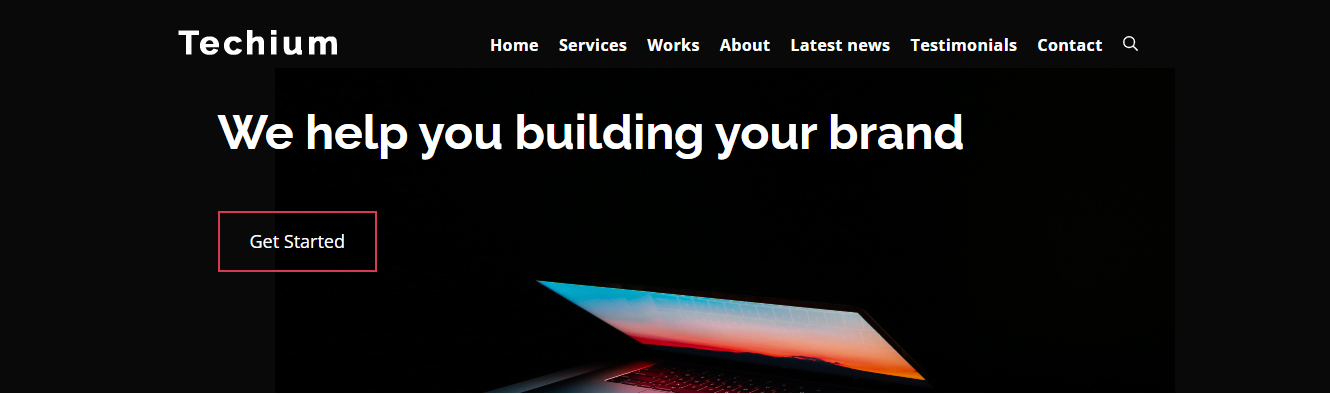 Techium
Home Services Works About Latest news Testimonials Contact
We help you building your brand
Get Started